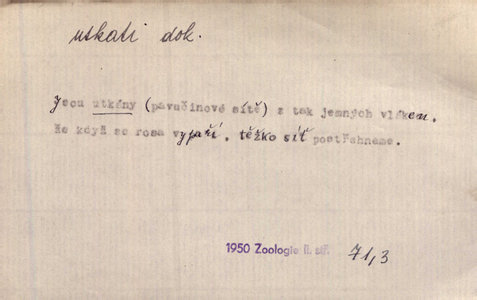 utkati dok.
Jsou utkány (pavučinové sítě) z tak jemných vláken,
že když se rosa vypaří, těžko síť postřehneme.
1950 Zoologie II. stř. 71,3